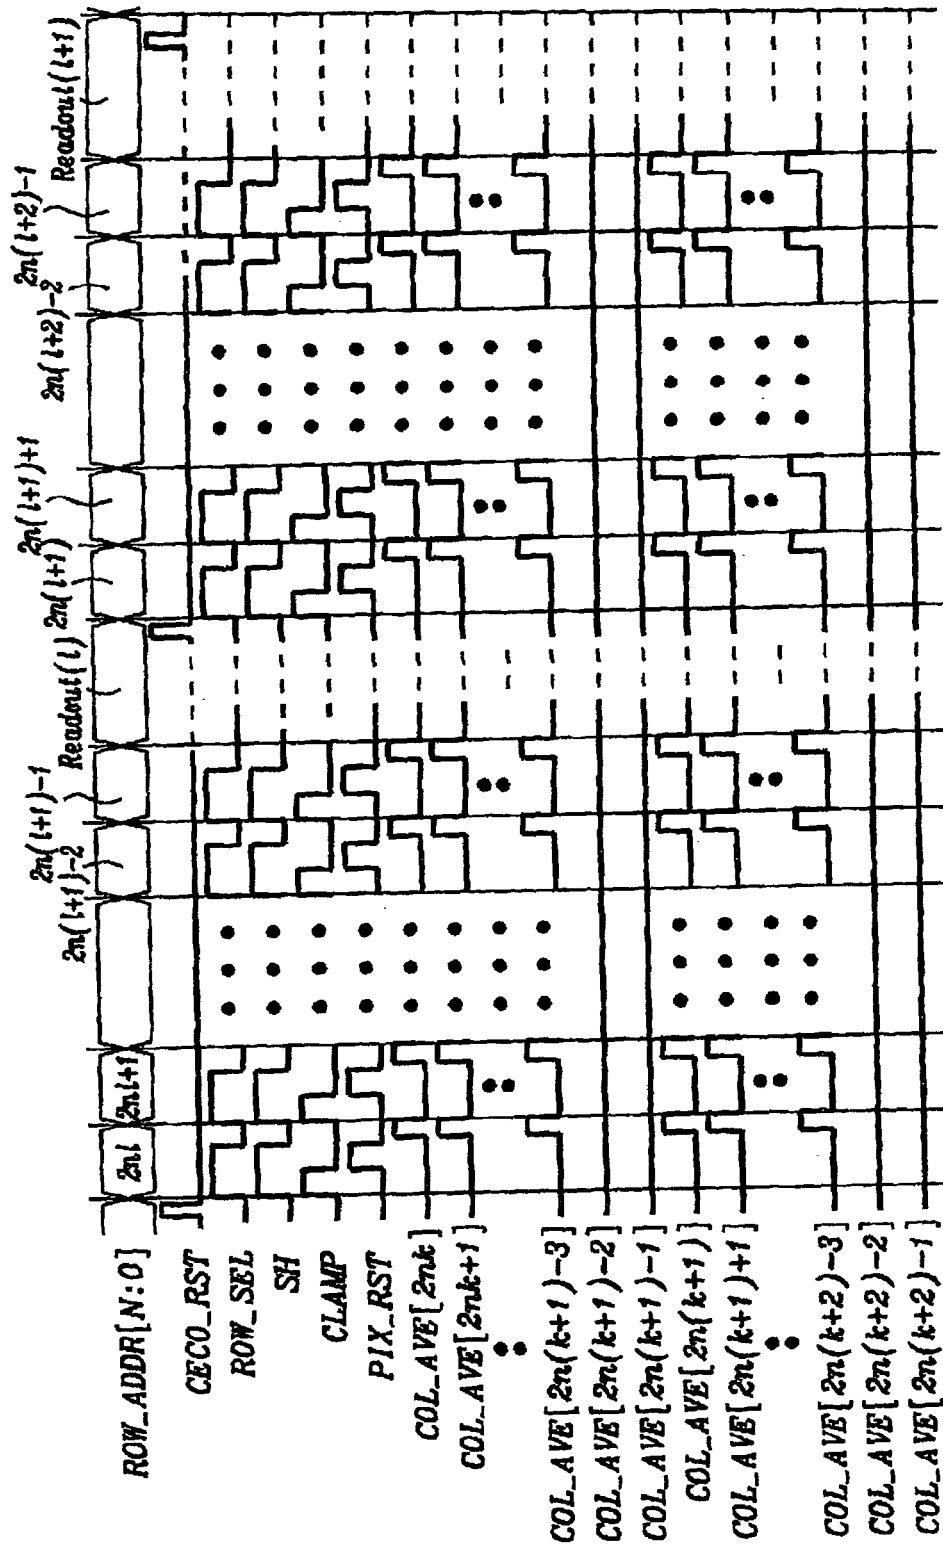 ROW_ADDR[N:0]
2nl
2nl+1
2n(l+1)-2
2n(l+1)-1
Readout(l)
2n(l+1)
2n(l+1)+1
2n(l+2)-2
2n(l+2)-1
Readout(l+1)
CECO_RST
ROW_SEL
SH
CLAMP
PIX_RST
COL_AVE[2nk]
COL_AVE[2nk+1]
COL_AVE[2n(k+1)-3]
COL_AVE[2n(k+1)-2]
COL_AVE[2n(k+1)-1]
COL_AVE[2n(k+1)]
COL_AVE[2n(k+1)+1]
COL_AVE[2n(k+2)-3]
COL_AVE[2n(k+2)-2]
COL_AVE[2n(k+2)-1]